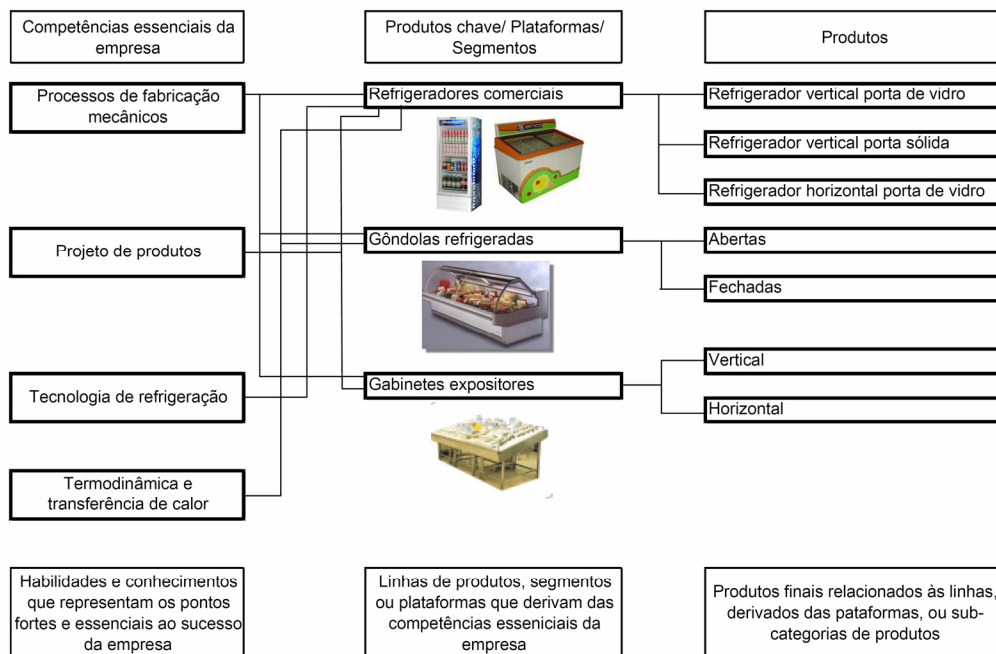 Competências essenciais da
empresa
Produtos chave/ Plataformas/
Segmentos
Produtos
Processos de fabricação
mecânicos
Projeto de produtos
Tecnologia de refrigeração
Termodinâmica e
transferência de calor
Refrigeradores comerciais
Gôndolas refrigeradas
Gabinetes expositores
Refrigerador vertical porta de vidro
Refrigerador vertical porta sólida
Refrigerador horizontal porta de vidro
Abertas
Fechadas
Vertical
Horizontal
Habilidades e conhecimentos
que representam os pontos
fortes e essenciais ao sucesso
da empresa
Linhas de produtos, segmentos
ou plataformas que derivam das
competências esseniciais da
empresa
Produtos finais relacionados às linhas,
derivados das pataformas, ou sub-
categorias de produtos